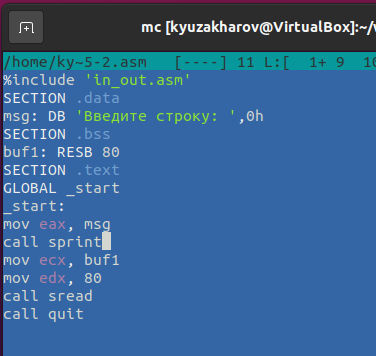 mc [kyuzakharov@VirtualBox]:~/
/home/ky~5-2.asm [----] 11 L:[ 1+ 9 10
%include 'in_out.asm'
SECTION .data
msg: DB 'Введите строку: ',0h
SECTION .bss
buf1: RESB 80
SECTION .text
GLOBAL _start
_start:
mov eax, msg
call sprint
mov ecx, buf1
mov edx, 80
call sread
call quit